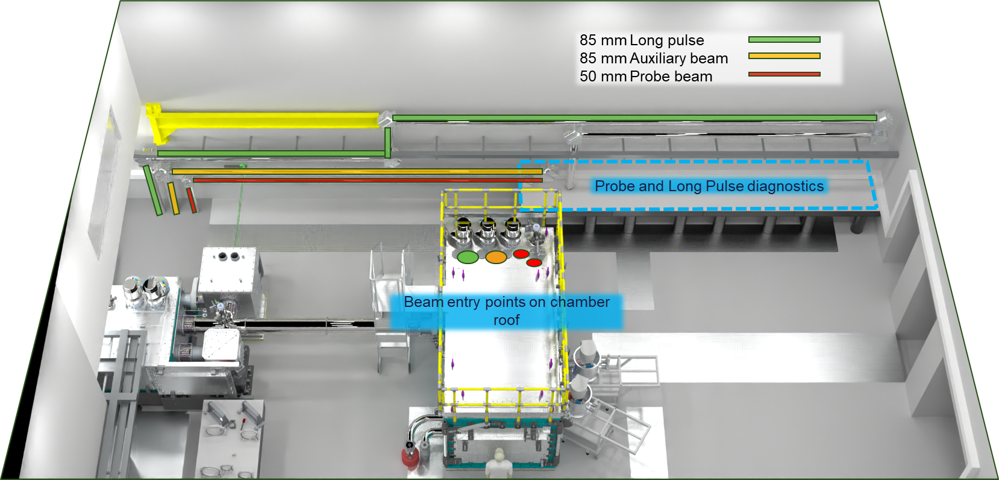 85 mm Long pulse
85 mm Auxiliary beam
50 mm Probe beam
Probe and Long Pulse diagnostics
Beam entry points on chamber
roof